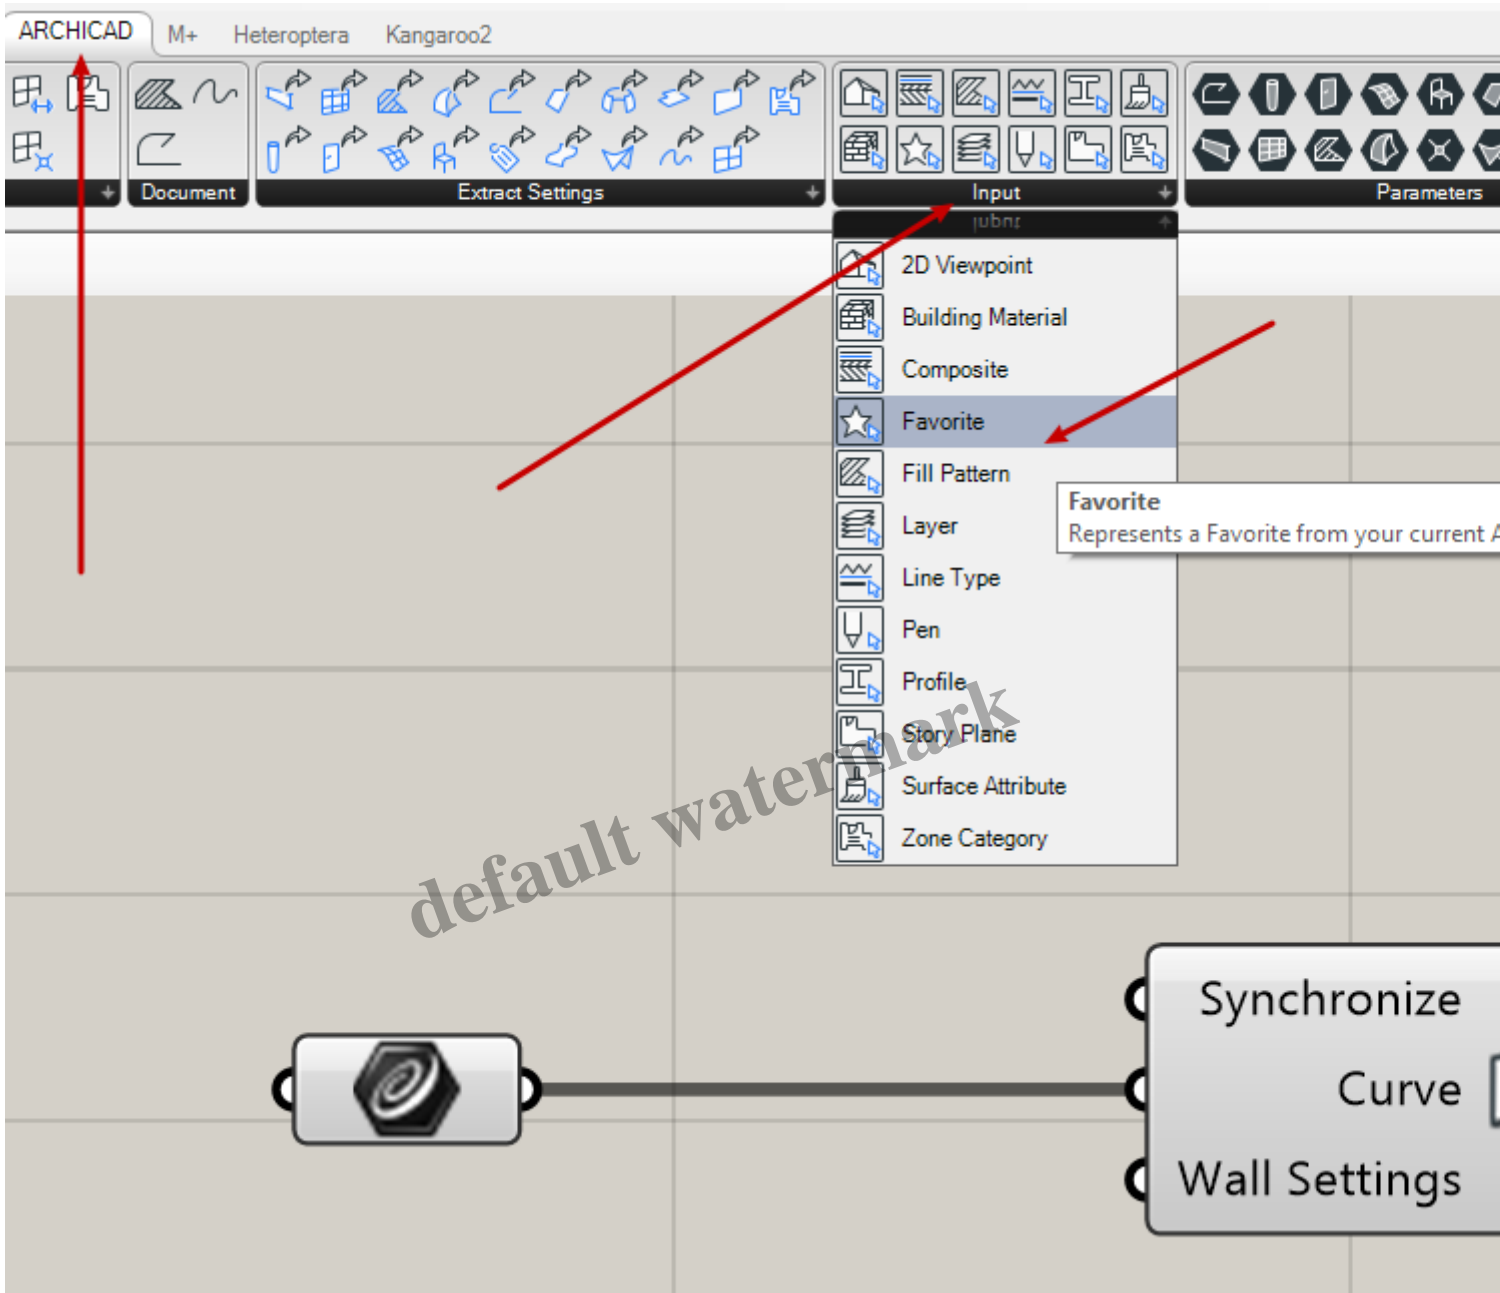 ARCHICAD M+ Heteroptera Kangaroo2
Document Extract Settings Input Parameters
Input
2D Viewpoint
Building Material
Composite
Favorite
Fill Pattern
Layer
Line Type
Pen
Profile
Story Plane
Surface Attribute
Zone Category
Favorite
Represents a Favorite from your current A
default watermark
Synchronize
Curve
Wall Settings